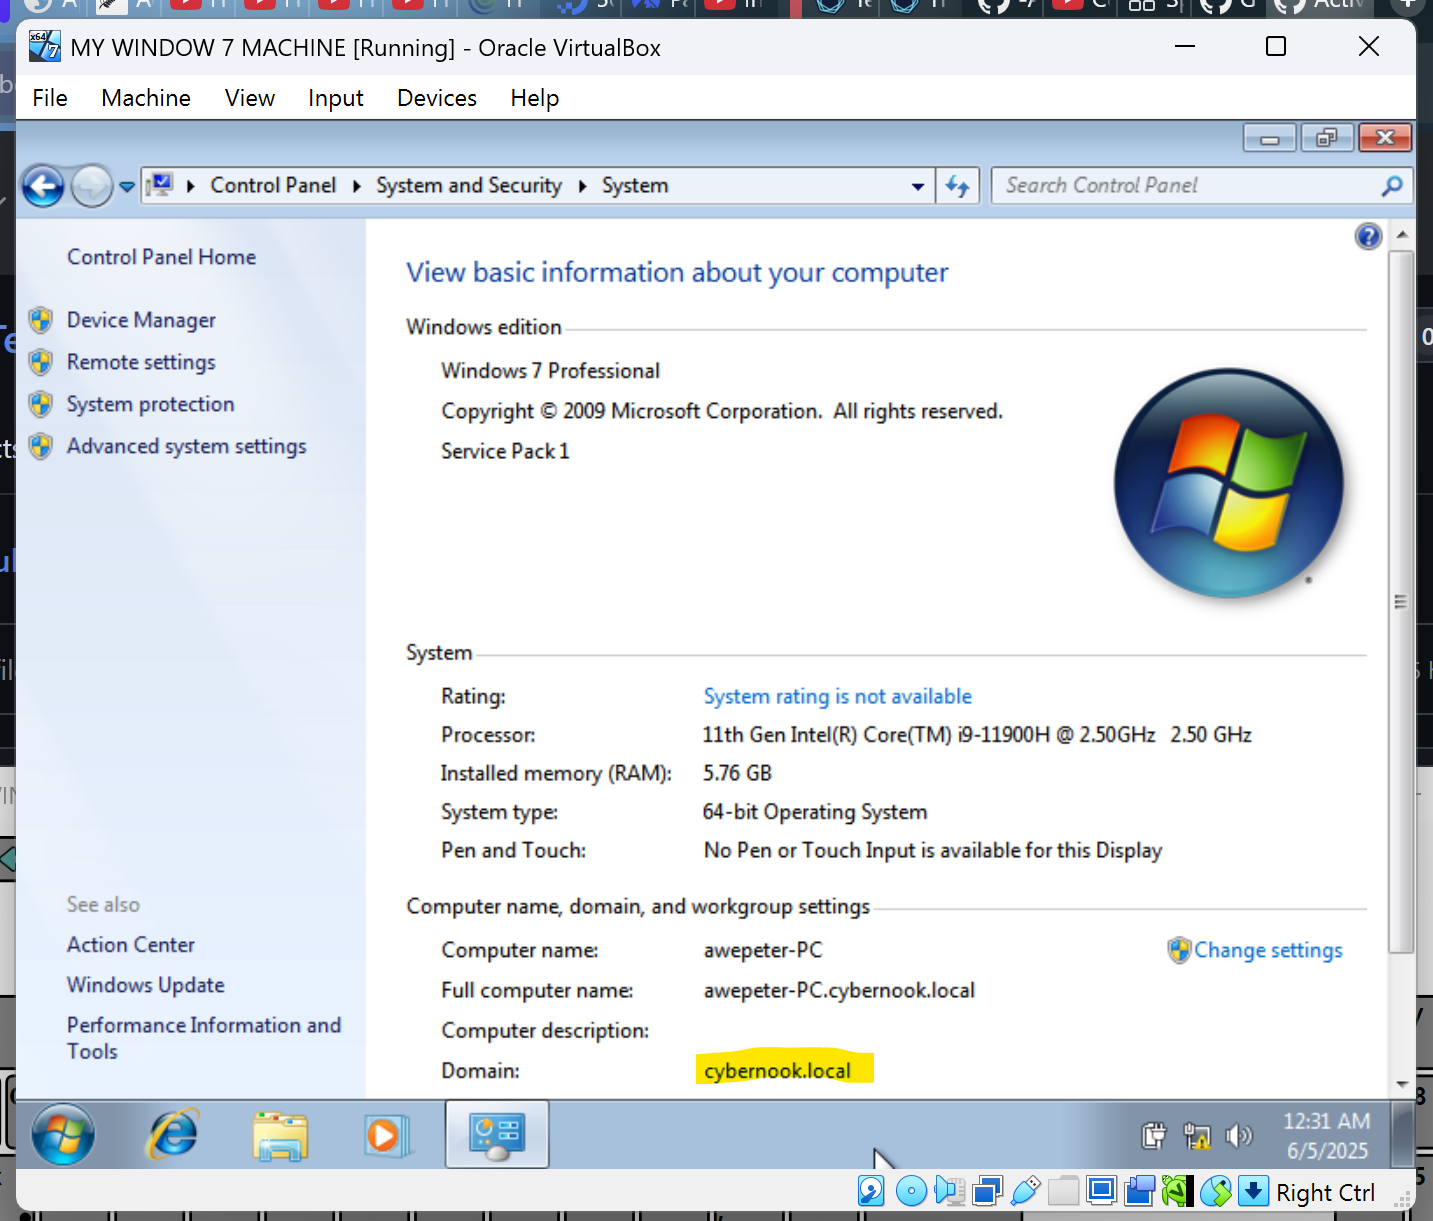 MY WINDOW 7 MACHINE [Running] - Oracle VirtualBox
File Machine View Input Devices Help
Control Panel System and Security System
Search Control Panel
Control Panel Home
Device Manager
Remote settings
System protection
Advanced system settings
See also
Action Center
Windows Update
Performance Information and
Tools
View basic information about your computer
Windows edition
Windows 7 Professional
Copyright © 2009 Microsoft Corporation. All rights reserved.
Service Pack 1
System
Rating: System rating is not available
Processor: 11th Gen Intel(R) Core(TM) i9-11900H @ 2.50GHz 2.50 GHz
Installed memory (RAM): 5.76 GB
System type: 64-bit Operating System
Pen and Touch: No Pen or Touch Input is available for this Display
Computer name, domain, and workgroup settings
Computer name: awepeter-PC Change settings
Full computer name: awepeter-PC.cybernook.local
Computer description:
Domain: cybernook.local
12:31 AM
6/5/2025
Right Ctrl